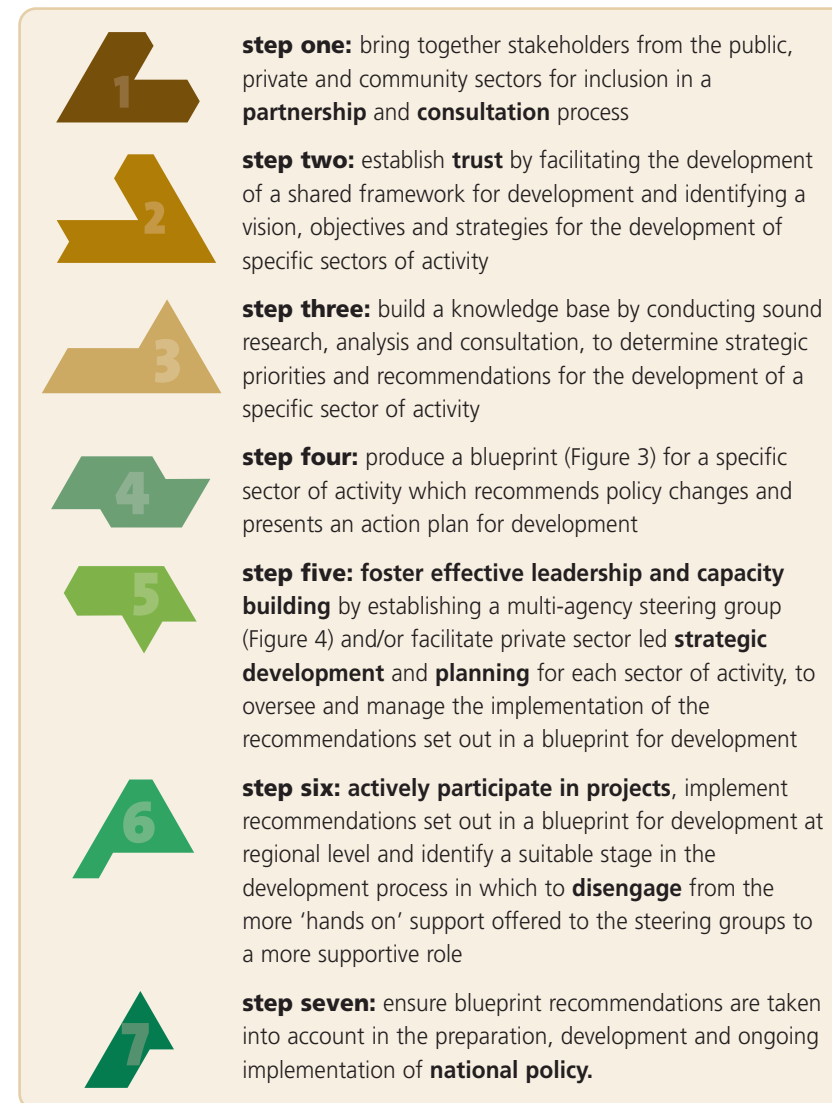 1
step one: bring together stakeholders from the public,
private and community sectors for inclusion in a
partnership and consultation process
2
step two: establish trust by facilitating the development
of a shared framework for development and identifying a
vision, objectives and strategies for the development of
specific sectors of activity
3
step three: build a knowledge base by conducting sound
research, analysis and consultation, to determine strategic
priorities and recommendations for the development of a
specific sector of activity
4
step four: produce a blueprint (Figure 3) for a specific
sector of activity which recommends policy changes and
presents an action plan for development
5
step five: foster effective leadership and capacity
building by establishing a multi-agency steering group
(Figure 4) and/or facilitate private sector led strategic
development and planning for each sector of activity, to
oversee and manage the implementation of the
recommendations set out in a blueprint for development
6
step six: actively participate in projects, implement
recommendations set out in a blueprint for development at
regional level and identify a suitable stage in the
development process in which to disengage from the
more ‘hands on’ support offered to the steering groups to
a more supportive role
7
step seven: ensure blueprint recommendations are taken
into account in the preparation, development and ongoing
implementation of national policy.